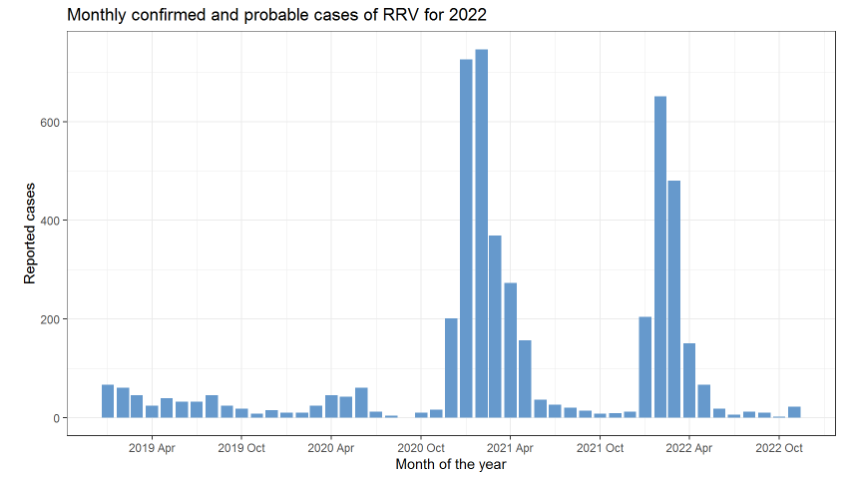 Monthly confirmed and probable cases of RRV for 2022
Reported cases
600
400
200
0
2019 Apr 2019 Oct 2020 Apr 2020 Oct 2021 Apr 2021 Oct 2022 Apr 2022 Oct
Month of the year